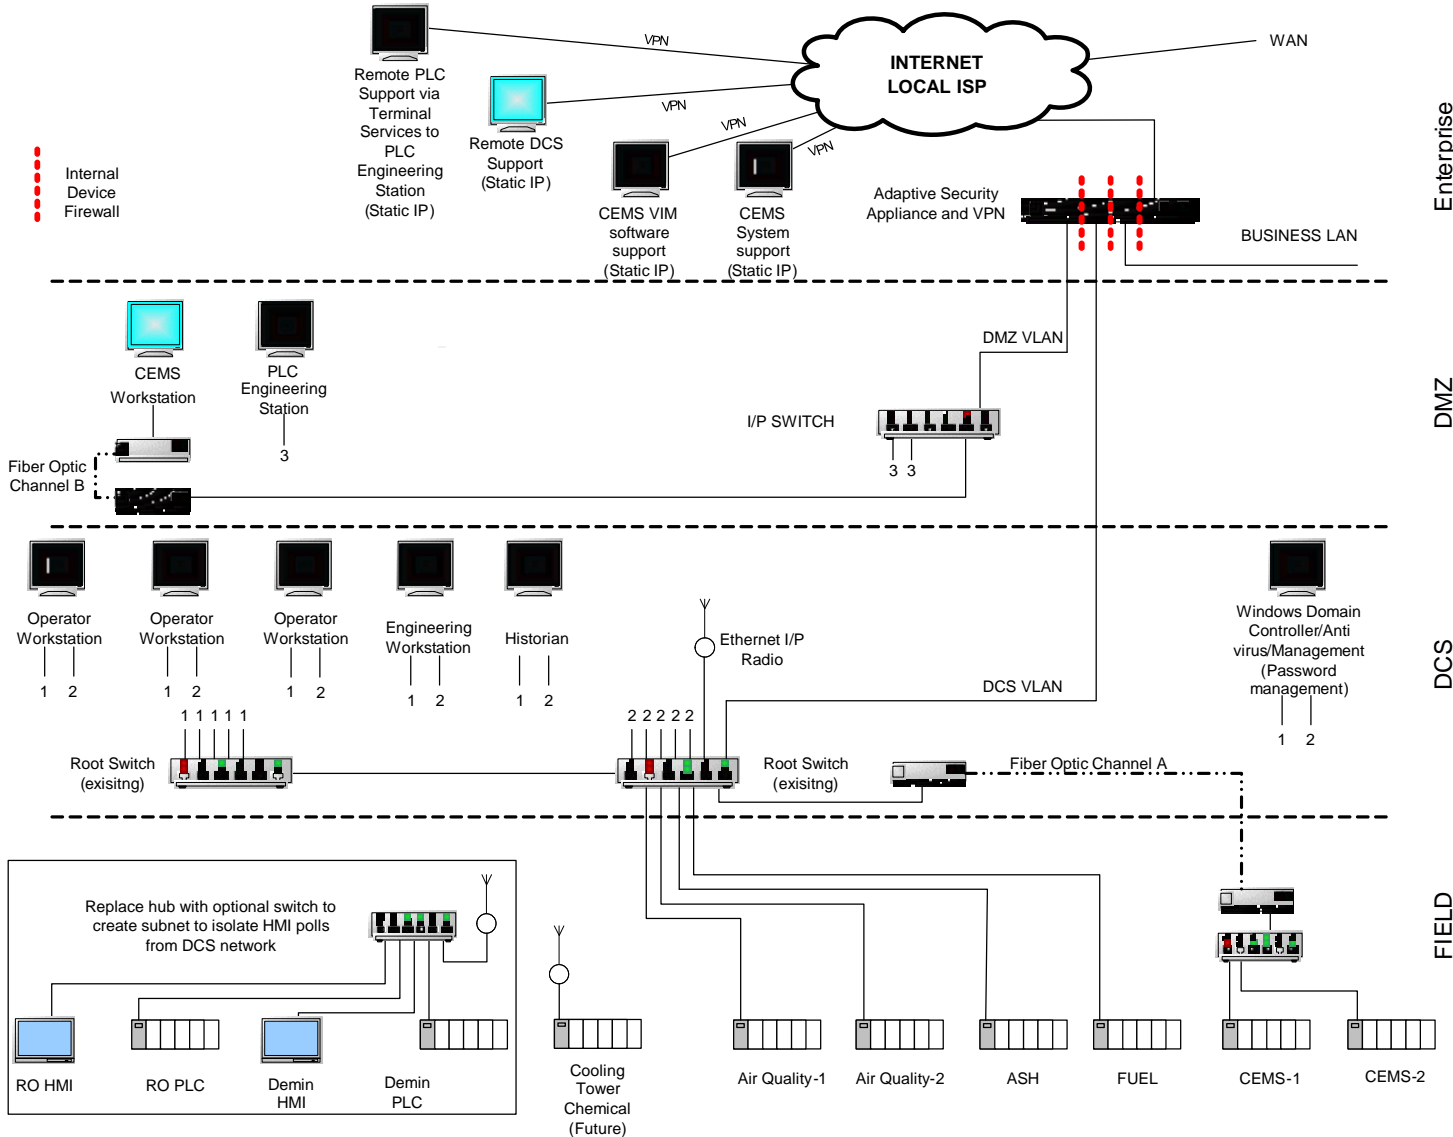 VPN
INTERNET
LOCAL ISP
WAN
Remote PLC
Support via
Terminal
Services to
PLC
Engineering
Station
(Static IP)
VPN
Remote DCS
Support
(Static IP)
VPN
VPN
CEMS VIM
software
support
(Static IP)
CEMS
System
support
(Static IP)
Internal
Device
Firewall
Adaptive Security
Appliance and VPN
BUSINESS LAN
Enterprise
CEMS
Workstation
PLC
Engineering
Station
3
DMZ VLAN
I/P SWITCH
3 3
Fiber Optic
Channel B
DMZ
Operator
Workstation
1 2
Operator
Workstation
1 2
Operator
Workstation
1 2
Engineering
Workstation
1 2
Historian
1 2
Ethernet I/P
Radio
DCS VLAN
Windows Domain
Controller/Anti
virus/Management
(Password
management)
1 2
DCS
1 1 1 1 1
Root Switch
(exisitng)
2 2 2 2 2
Root Switch
(exisitng)
Fiber Optic Channel A
Replace hub with optional switch to
create subnet to isolate HMI polls
from DCS network
RO HMI
RO PLC
Demin
HMI
Demin
PLC
Cooling
Tower
Chemical
(Future)
Air Quality-1
Air Quality-2
ASH
FUEL
CEMS-1
CEMS-2
FIELD